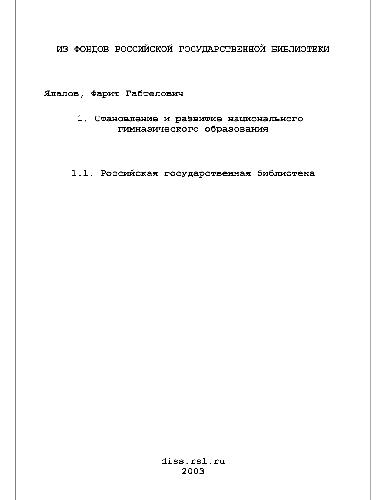 ИЗ ФОНДОВ РОССИЙСКОЙ ГОСУДАРСТВЕННОЙ БИБЛИОТЕКИ
Ялалов, Фарит Габтелович
1. Становление и развитие национального
гимназического образования
1.1. Российская государственная библиотека
diss.rsl.ru
2003